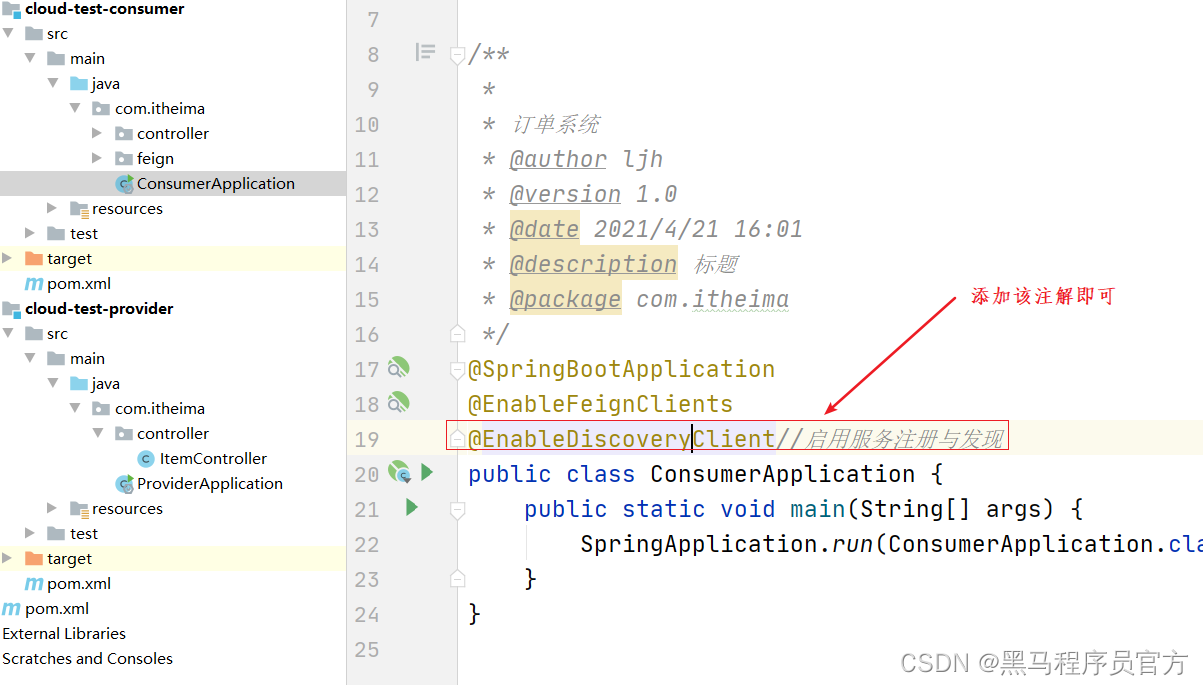 cloud-test-consumer
src
main
java
com.itheima
controller
feign
ConsumerApplication
resources
test
target
pom.xml
cloud-test-provider
src
main
java
com.itheima
controller
ItemController
ProviderApplication
resources
test
target
pom.xml
pom.xml
External Libraries
Scratches and Consoles
7
8 /**
9 *
10 * 订单系统
11 * @author ljh
12 * @version 1.0
13 * @date 2021/4/21 16:01
14 * @description 标题
15 * @package com.itheima
16 */
17 @SpringBootApplication
18 @EnableFeignClients
19 @EnableDiscoveryClient//启用服务注册与发现
20 public class ConsumerApplication {
21 public static void main(String[] args) {
22 SpringApplication.run(ConsumerApplication.cla
23 }
24 }
25
添加该注解即可
CSDN @黑马程序员官方